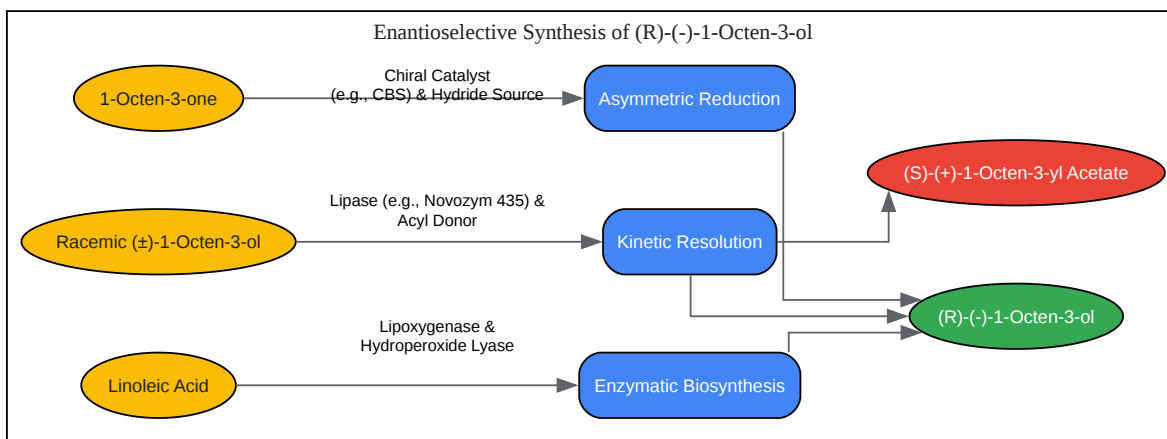 Enantioselective Synthesis of (R)-(-)-1-Octen-3-ol
1-Octen-3-one
Chiral Catalyst
(e.g., CBS) & Hydride Source
Asymmetric Reduction
(S)-(+)-1-Octen-3-yl Acetate
Racemic (±)-1-Octen-3-ol
Lipase (e.g., Novozym 435) &
Acyl Donor
Kinetic Resolution
(R)-(-)-1-Octen-3-ol
Linoleic Acid
Lipoxygenase &
Hydroperoxide Lyase
Enzymatic Biosynthesis